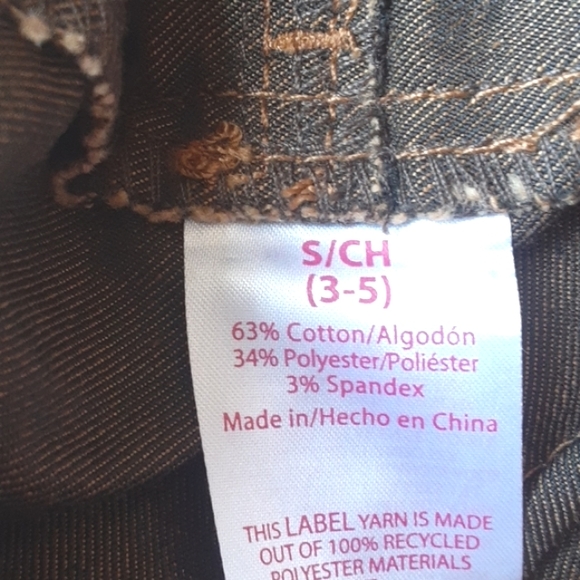 S/CH
(3-5)
63% Cotton/Algodón
34% Polyester/Poliéster
3% Spandex
Made in/Hecho en China
THIS LABEL YARN IS MADE
OUT OF 100% RECYCLED
POLYESTER MATERIALS